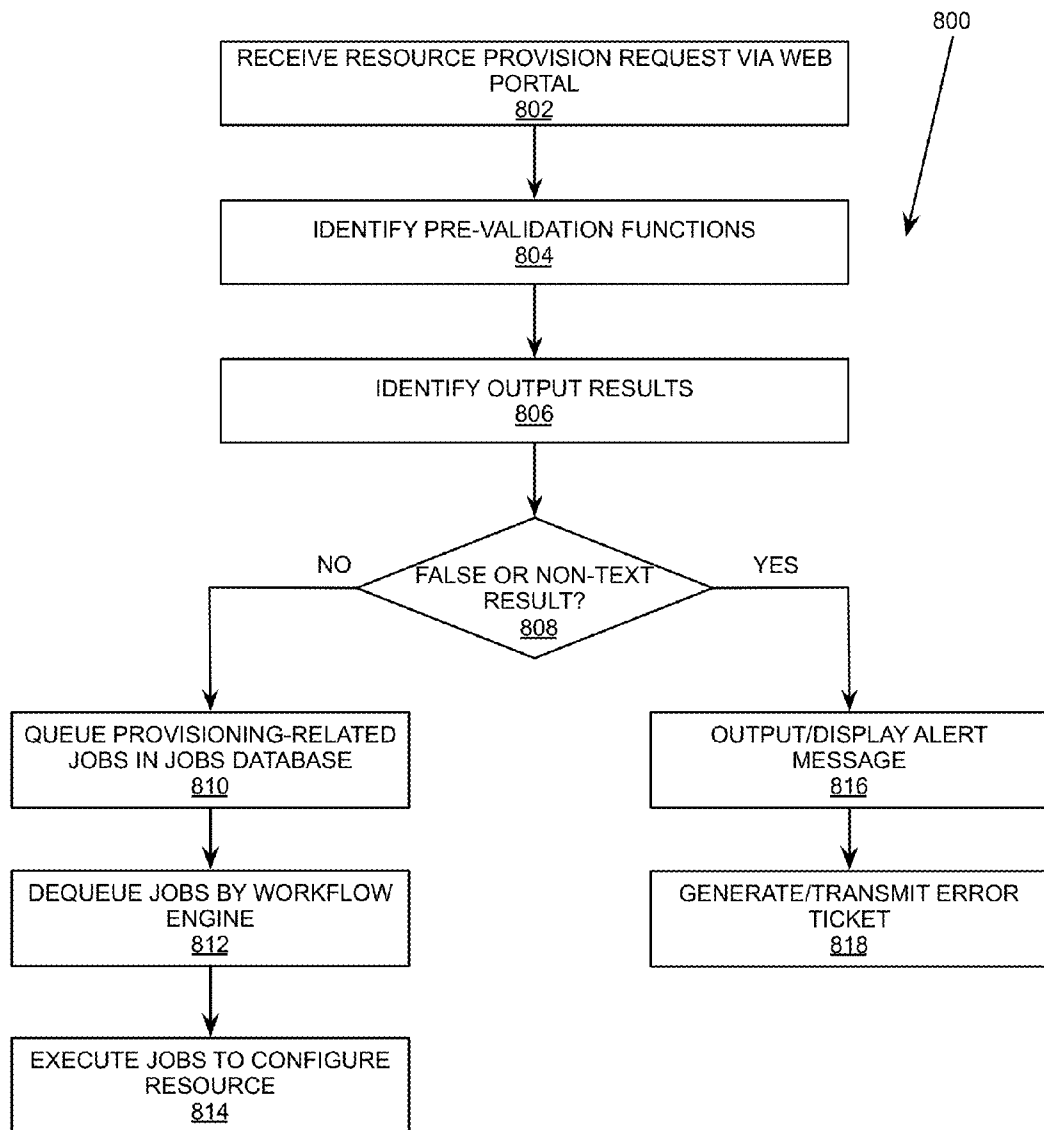 800
RECEIVE RESOURCE PROVISION REQUEST VIA WEB
PORTAL
802
IDENTIFY PRE-VALIDATION FUNCTIONS
804
IDENTIFY OUTPUT RESULTS
806
NO
FALSE OR NON-TEXT
RESULT?
808
YES
QUEUE PROVISIONING-RELATED
JOBS IN JOBS DATABASE
810
DEQUEUE JOBS BY WORKFLOW
ENGINE
812
EXECUTE JOBS TO CONFIGURE
RESOURCE
814
OUTPUT/DISPLAY ALERT
MESSAGE
816
GENERATE/TRANSMIT ERROR
TICKET
818